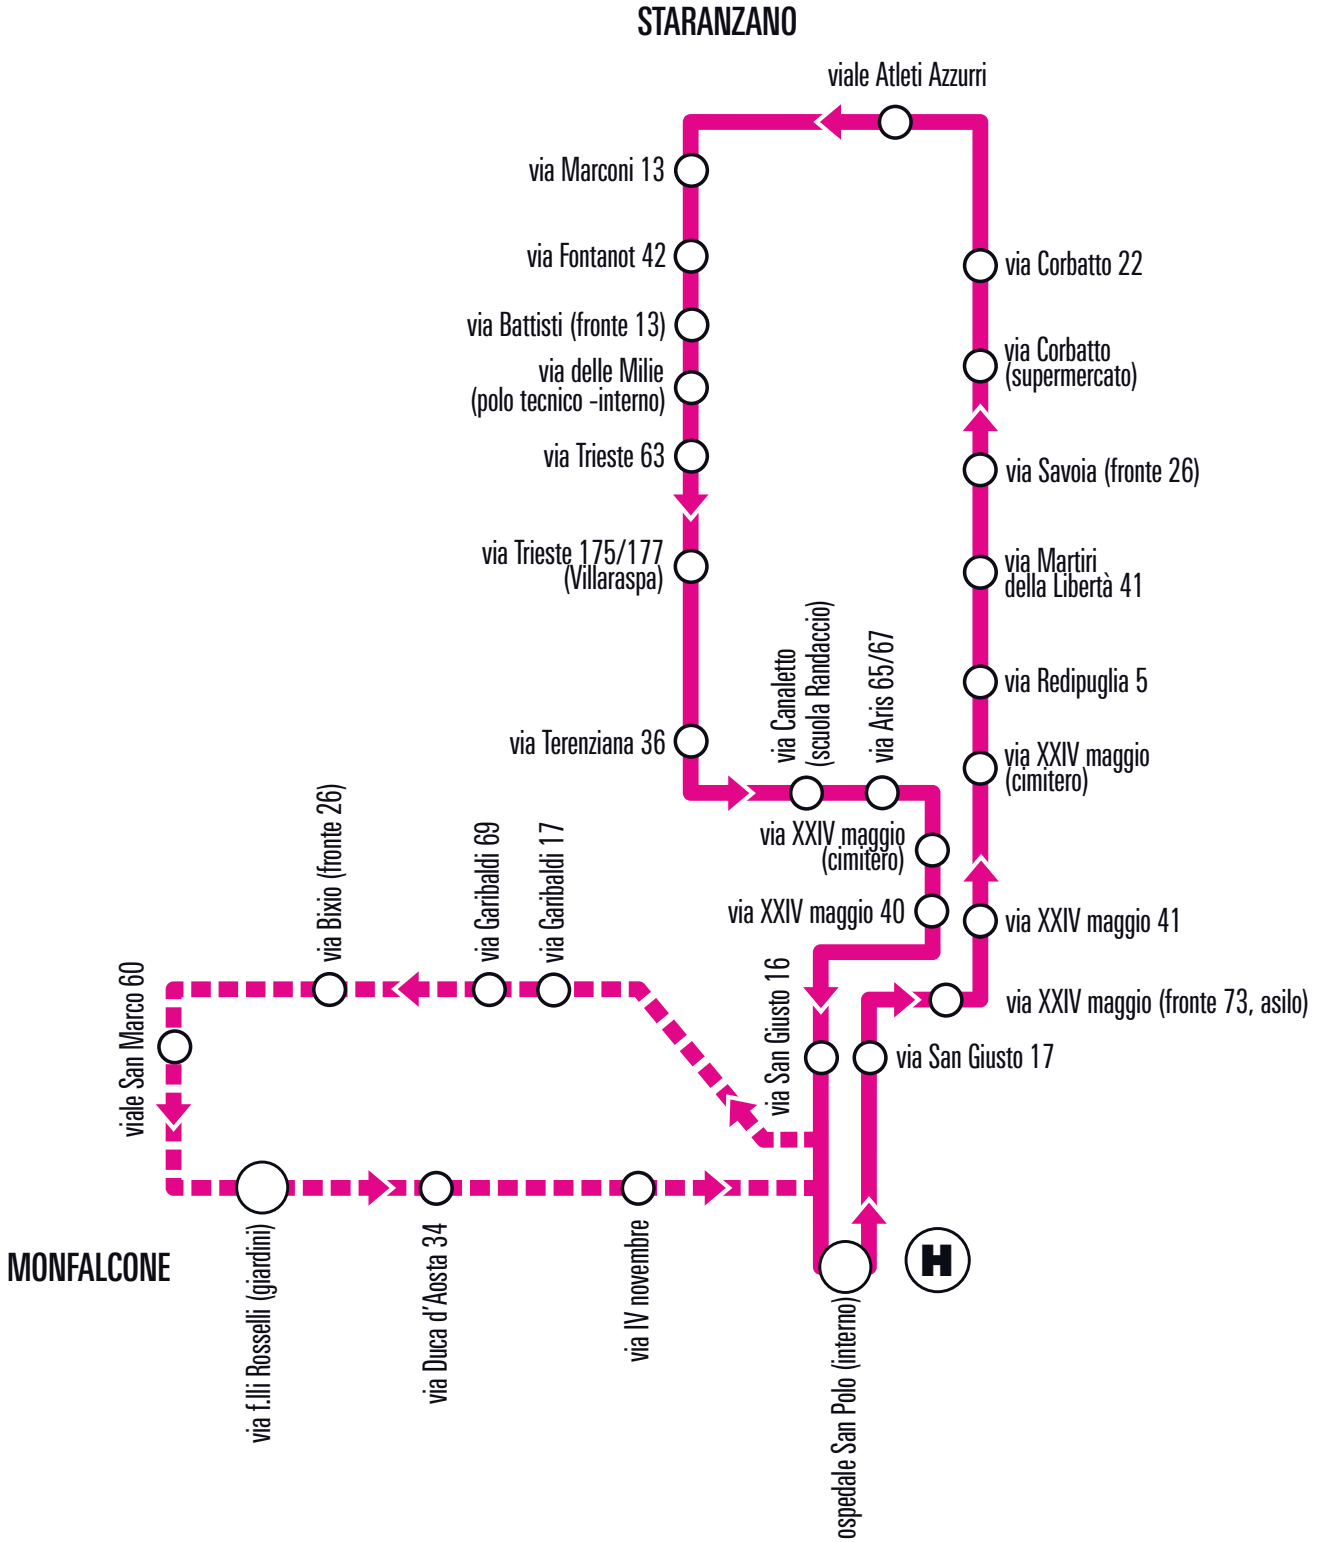 STARANZANO
viale Atleti Azzurri
via Marconi 13
via Fontanot 42
via Corbatto 22
via Battisti (fronte 13)
via Corbatto
(supermercato)
via delle Milie
(polo tecnico -interno)
via Trieste 63
via Savoia (fronte 26)
via Trieste 175/177
(Villaraspa)
via Martiri
della Libertà 41
via Canaletto
(scuola Randaccio)
via Aris 65/67
via Redipuglia 5
via Terenziana 36
via XXIV maggio
(cimitero)
via XXIV maggio
(cimitero)
via Bixio (fronte 26)
via Garibaldi 69
via Garibaldi 17
via XXIV maggio 40
via XXIV maggio 41
viale San Marco 60
via San Giusto 16
via XXIV maggio (fronte 73, asilo)
via San Giusto 17
MONFALCONE
via f.lli Rosselli (giardini)
via Duca d'Aosta 34
via IV novembre
ospedale San Polo (interno)
H